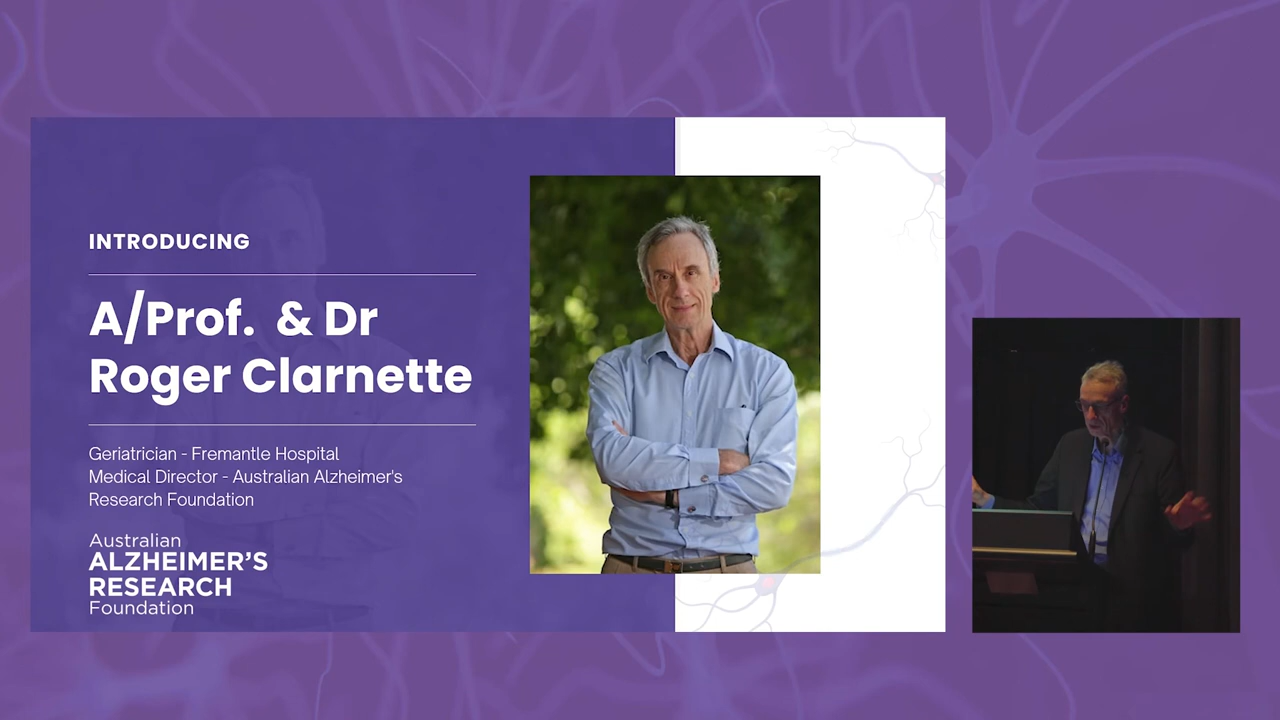 INTRODUCING
A/Prof. & Dr
Roger Clarnette
Geriatrician - Fremantle Hospital
Medical Director - Australian Alzheimer's
Research Foundation
Australian
ALZHEIMER'S
RESEARCH
Foundation